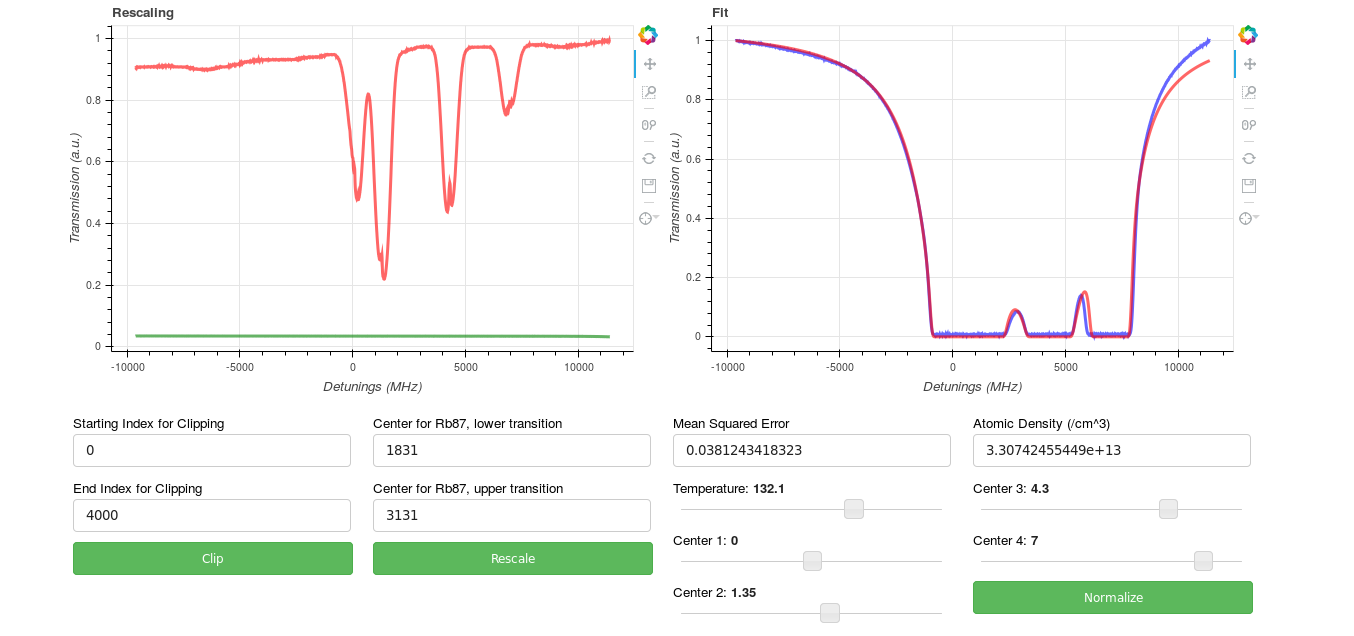 Rescaling
1
0.8
0.6
0.4
0.2
0
Transmission (a.u.)
-10000 -5000 0 5000 10000
Detunings (MHz)
Fit
1
0.8
0.6
0.4
0.2
0
Transmission (a.u.)
-10000 -5000 0 5000 10000
Detunings (MHz)
Starting Index for Clipping
0
End Index for Clipping
4000
Clip
Center for Rb87, lower transition
1831
Center for Rb87, upper transition
3131
Rescale
Mean Squared Error
0.0381243418323
Temperature: 132.1
Center 1: 0
Center 2: 1.35
Atomic Density (/cm^3)
3.30742455449e+13
Center 3: 4.3
Center 4: 7
Normalize